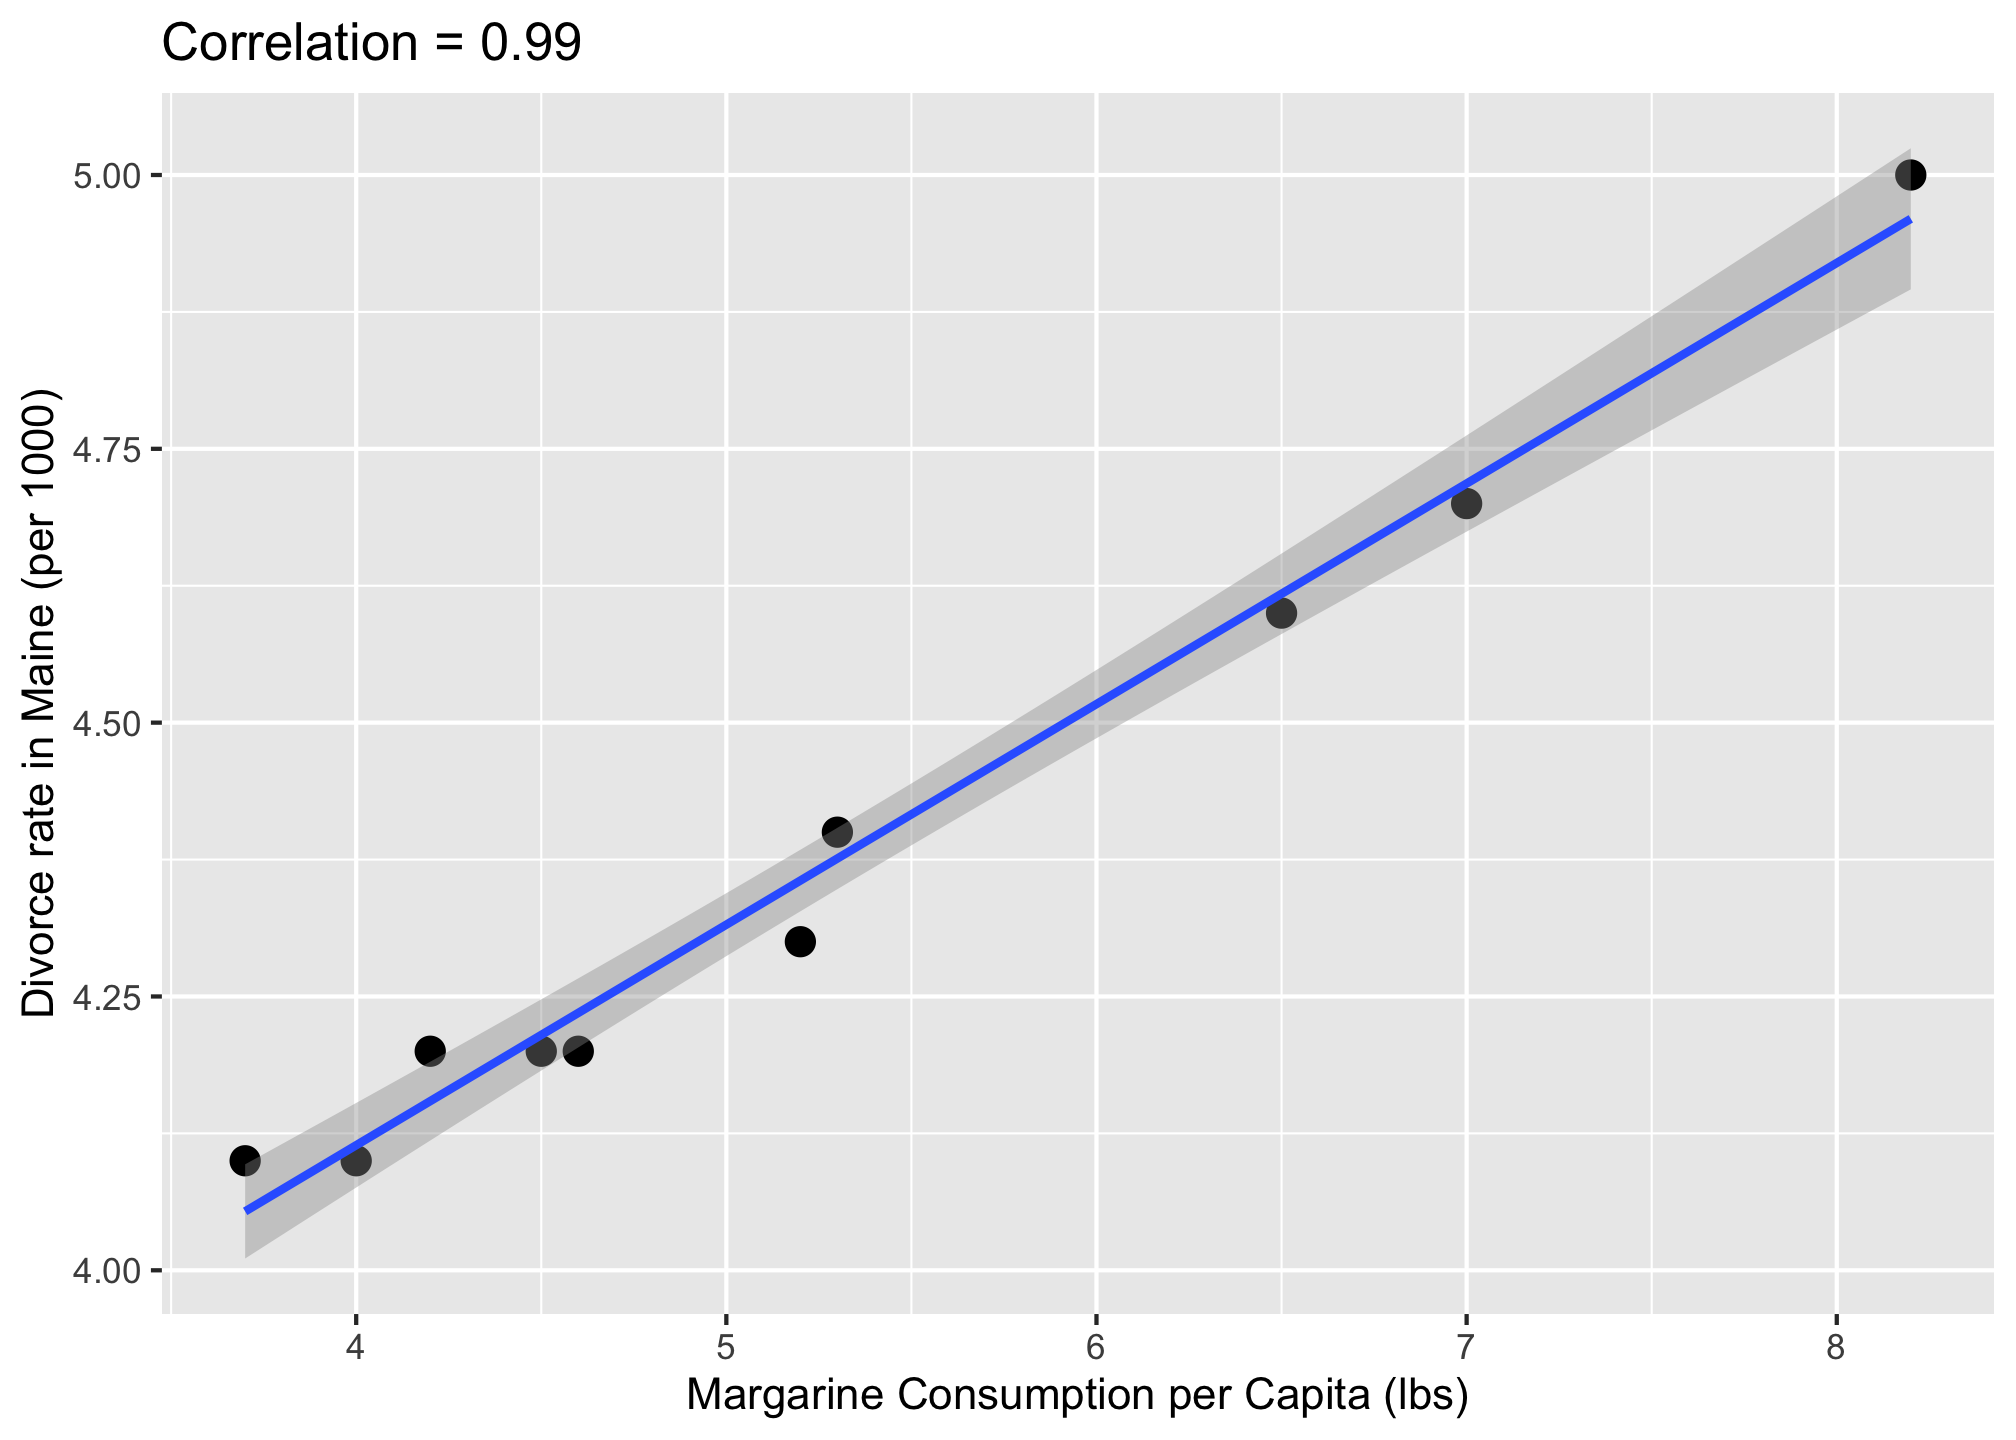 Correlation = 0.99
5.00
4.75
4.50
4.25
4.00
Divorce rate in Maine (per 1000)
4 5 6 7 8
Margarine Consumption per Capita (lbs)